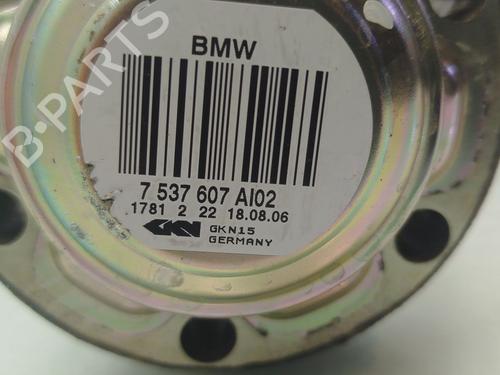 BMW
7 537 607 AI02
1781 2 22 18.08.06
GKN GKN15
GERMANY
B-PARTS